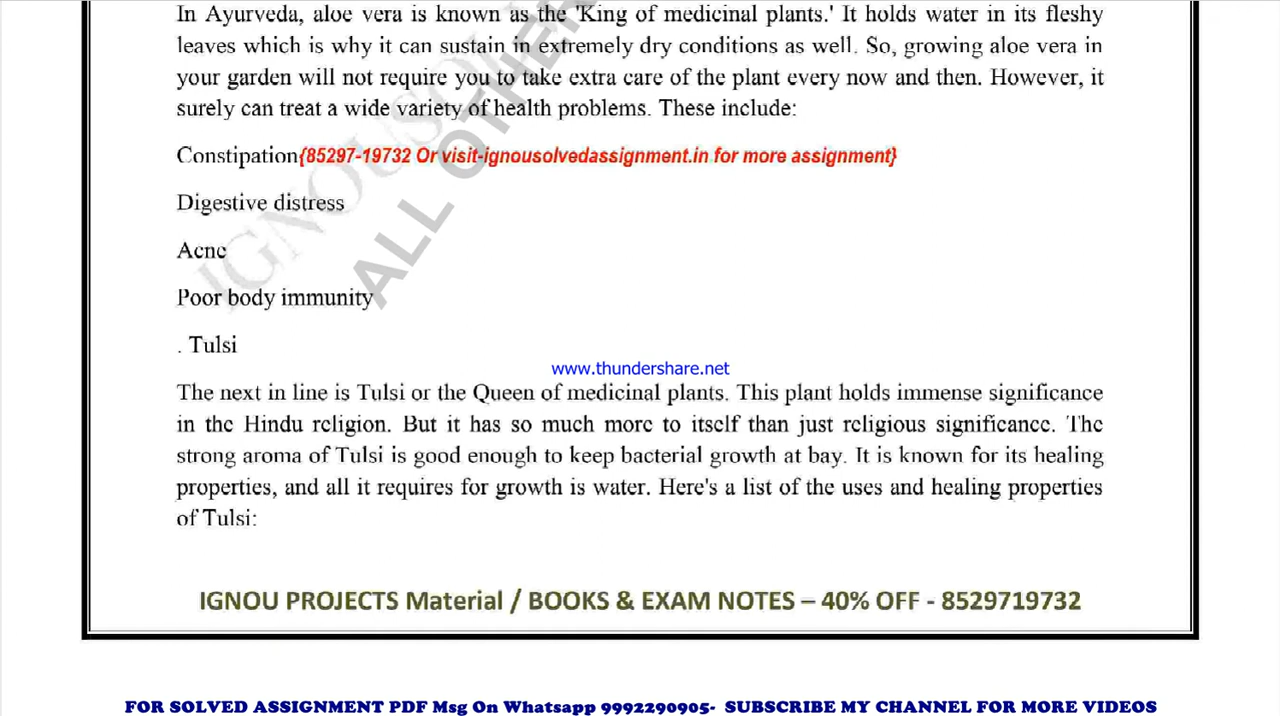 In Ayurveda, aloe vera is known as the 'King of medicinal plants.' It holds water in its fleshy
leaves which is why it can sustain in extremely dry conditions as well. So, growing aloe vera in
your garden will not require you to take extra care of the plant every now and then. However, it
surely can treat a wide variety of health problems. These include:
Constipation{85297-19732 Or visit-ignousolvedassignment.in for more assignment}
Digestive distress
Acne
Poor body immunity
. Tulsi
www.thundershare.net
The next in line is Tulsi or the Queen of medicinal plants. This plant holds immense significance
in the Hindu religion. But it has so much more to itself than just religious significance. The
strong aroma of Tulsi is good enough to keep bacterial growth at bay. It is known for its healing
properties, and all it requires for growth is water. Here's a list of the uses and healing properties
of Tulsi:
IGNOU PROJECTS Material / BOOKS & EXAM NOTES – 40% OFF - 8529719732
FOR SOLVED ASSIGNMENT PDF Msg On Whatsapp 9992290905- SUBSCRIBE MY CHANNEL FOR MORE VIDEOS
IGNOUSOL
ALL OTHER